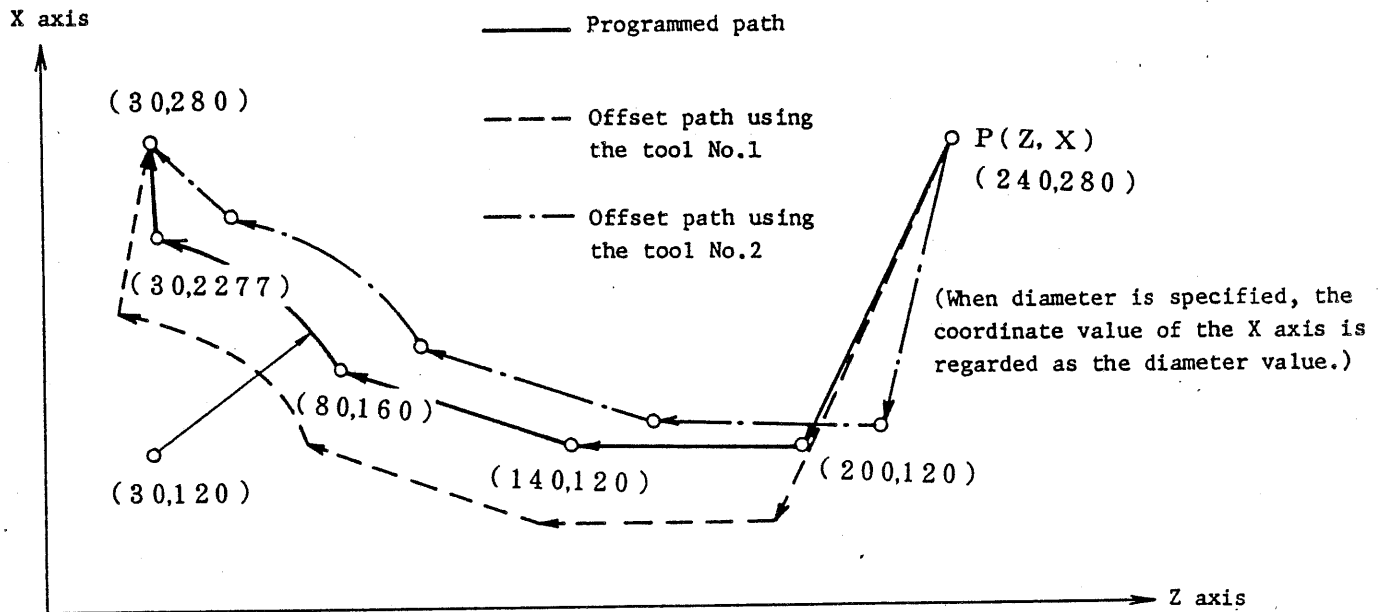 X axis
Programmed path
(30,280)
Offset path using
the tool No.1
P(Z, X)
(240,280)
Offset path using
the tool No.2
(30,2277)
(When diameter is specified, the
coordinate value of the X axis is
regarded as the diameter value.)
(80,160)
(30,120)
(140,120)
(200,120)
Z axis